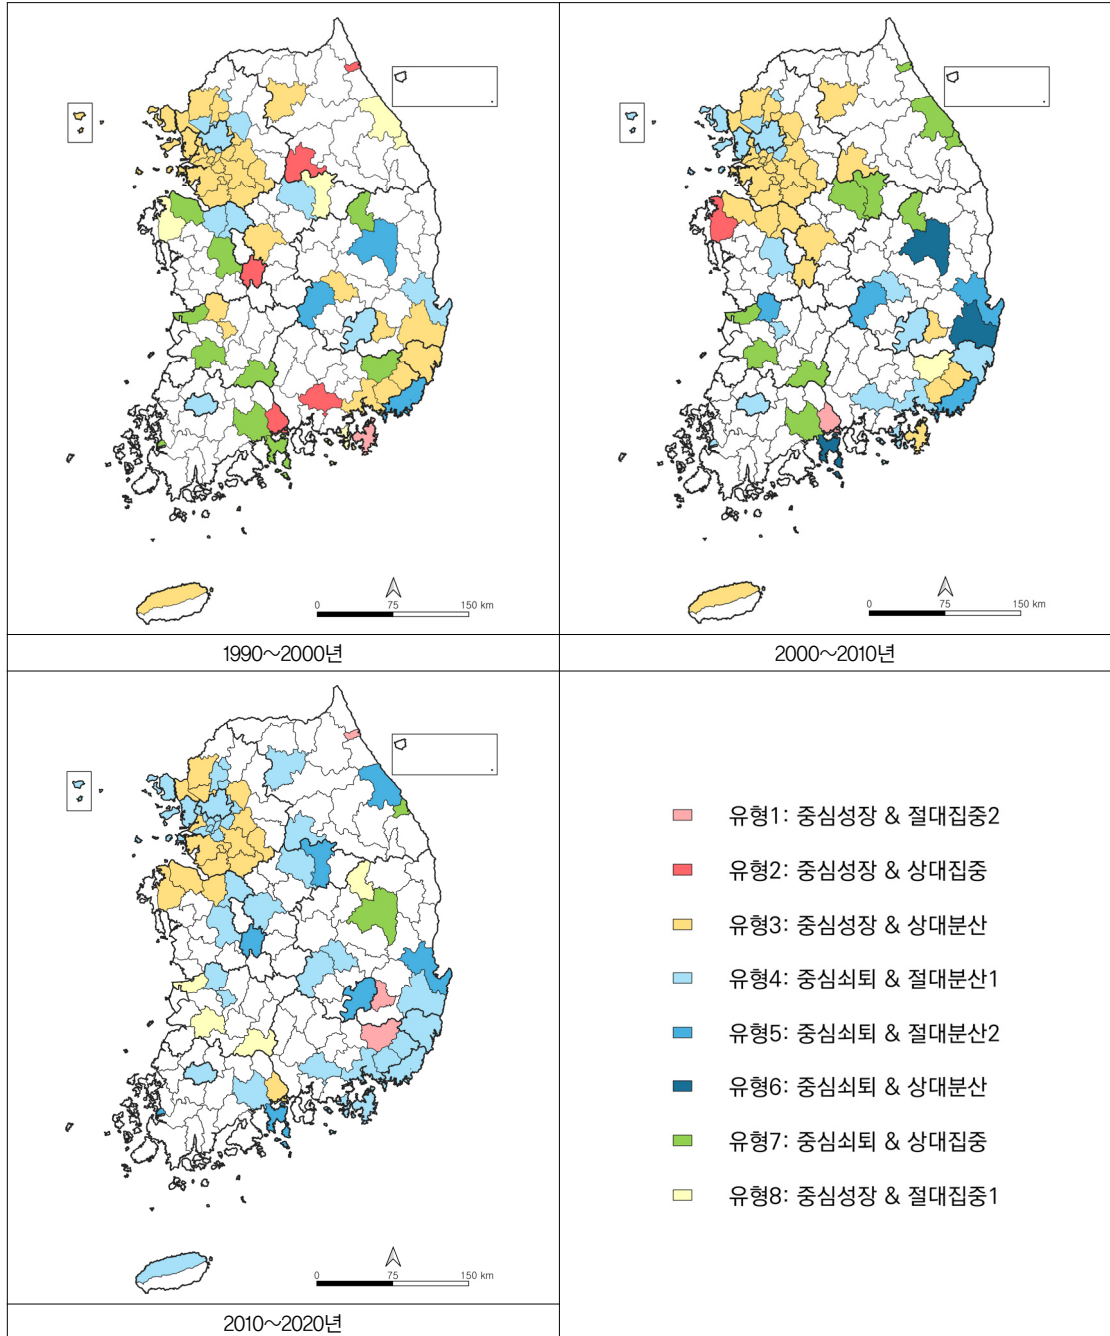 0 75 150 km
0 75 150 km
1990~2000년
2000~2010년
유형1: 중심성장 & 절대집중2
유형2: 중심성장 & 상대집중
유형3: 중심성장 & 상대분산
유형4: 중심쇠퇴 & 절대분산1
유형5: 중심쇠퇴 & 절대분산2
유형6: 중심쇠퇴 & 상대분산
유형7: 중심쇠퇴 & 상대집중
유형8: 중심성장 & 절대집중1
0 75 150 km
2010~2020년